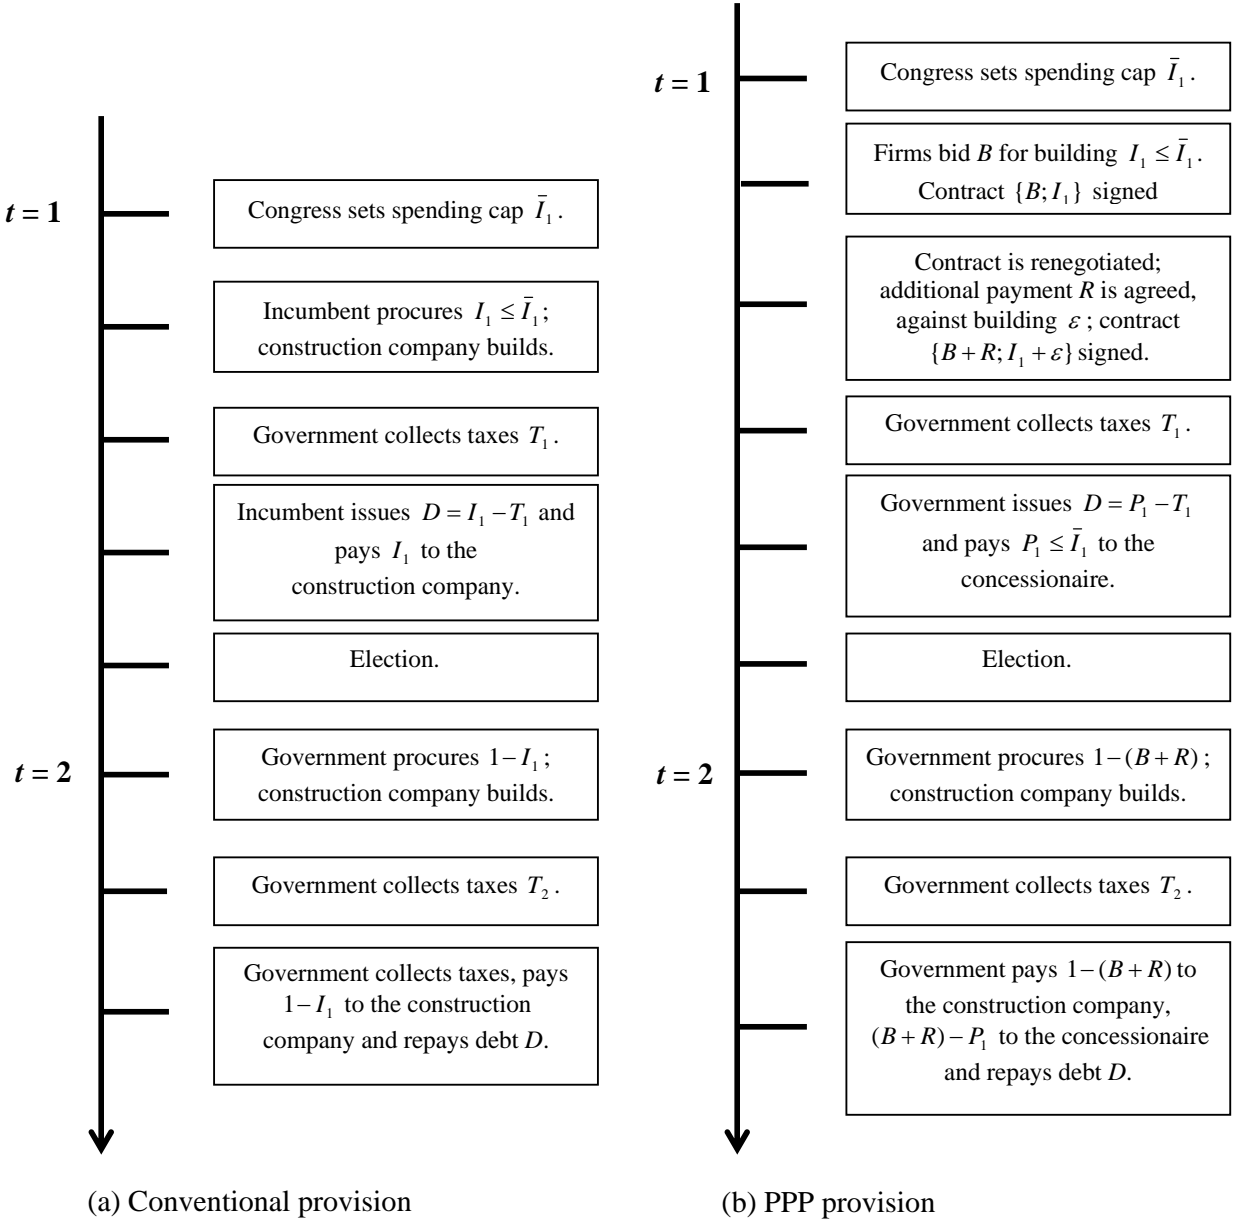 t = 1
Congress sets spending cap Ī₁.
Incumbent procures I₁ ≤ Ī₁;
construction company builds.
Government collects taxes T₁.
Incumbent issues D = I₁ − T₁ and
pays I₁ to the
construction company.
Election.
t = 2
Government procures 1 − I₁;
construction company builds.
Government collects taxes T₂.
Government collects taxes, pays
1 − I₁ to the construction
company and repays debt D.
(a) Conventional provision
t = 1
Congress sets spending cap Ī₁.
Firms bid B for building I₁ ≤ Ī₁.
Contract {B; I₁} signed
Contract is renegotiated;
additional payment R is agreed,
against building ε; contract
{B + R; I₁ + ε} signed.
Government collects taxes T₁.
Government issues D = P₁ − T₁
and pays P₁ ≤ Ī₁ to the
concessionaire.
Election.
t = 2
Government procures 1 − (B + R);
construction company builds.
Government collects taxes T₂.
Government pays 1 − (B + R) to
the construction company,
(B + R) − P₁ to the concessionaire
and repays debt D.
(b) PPP provision